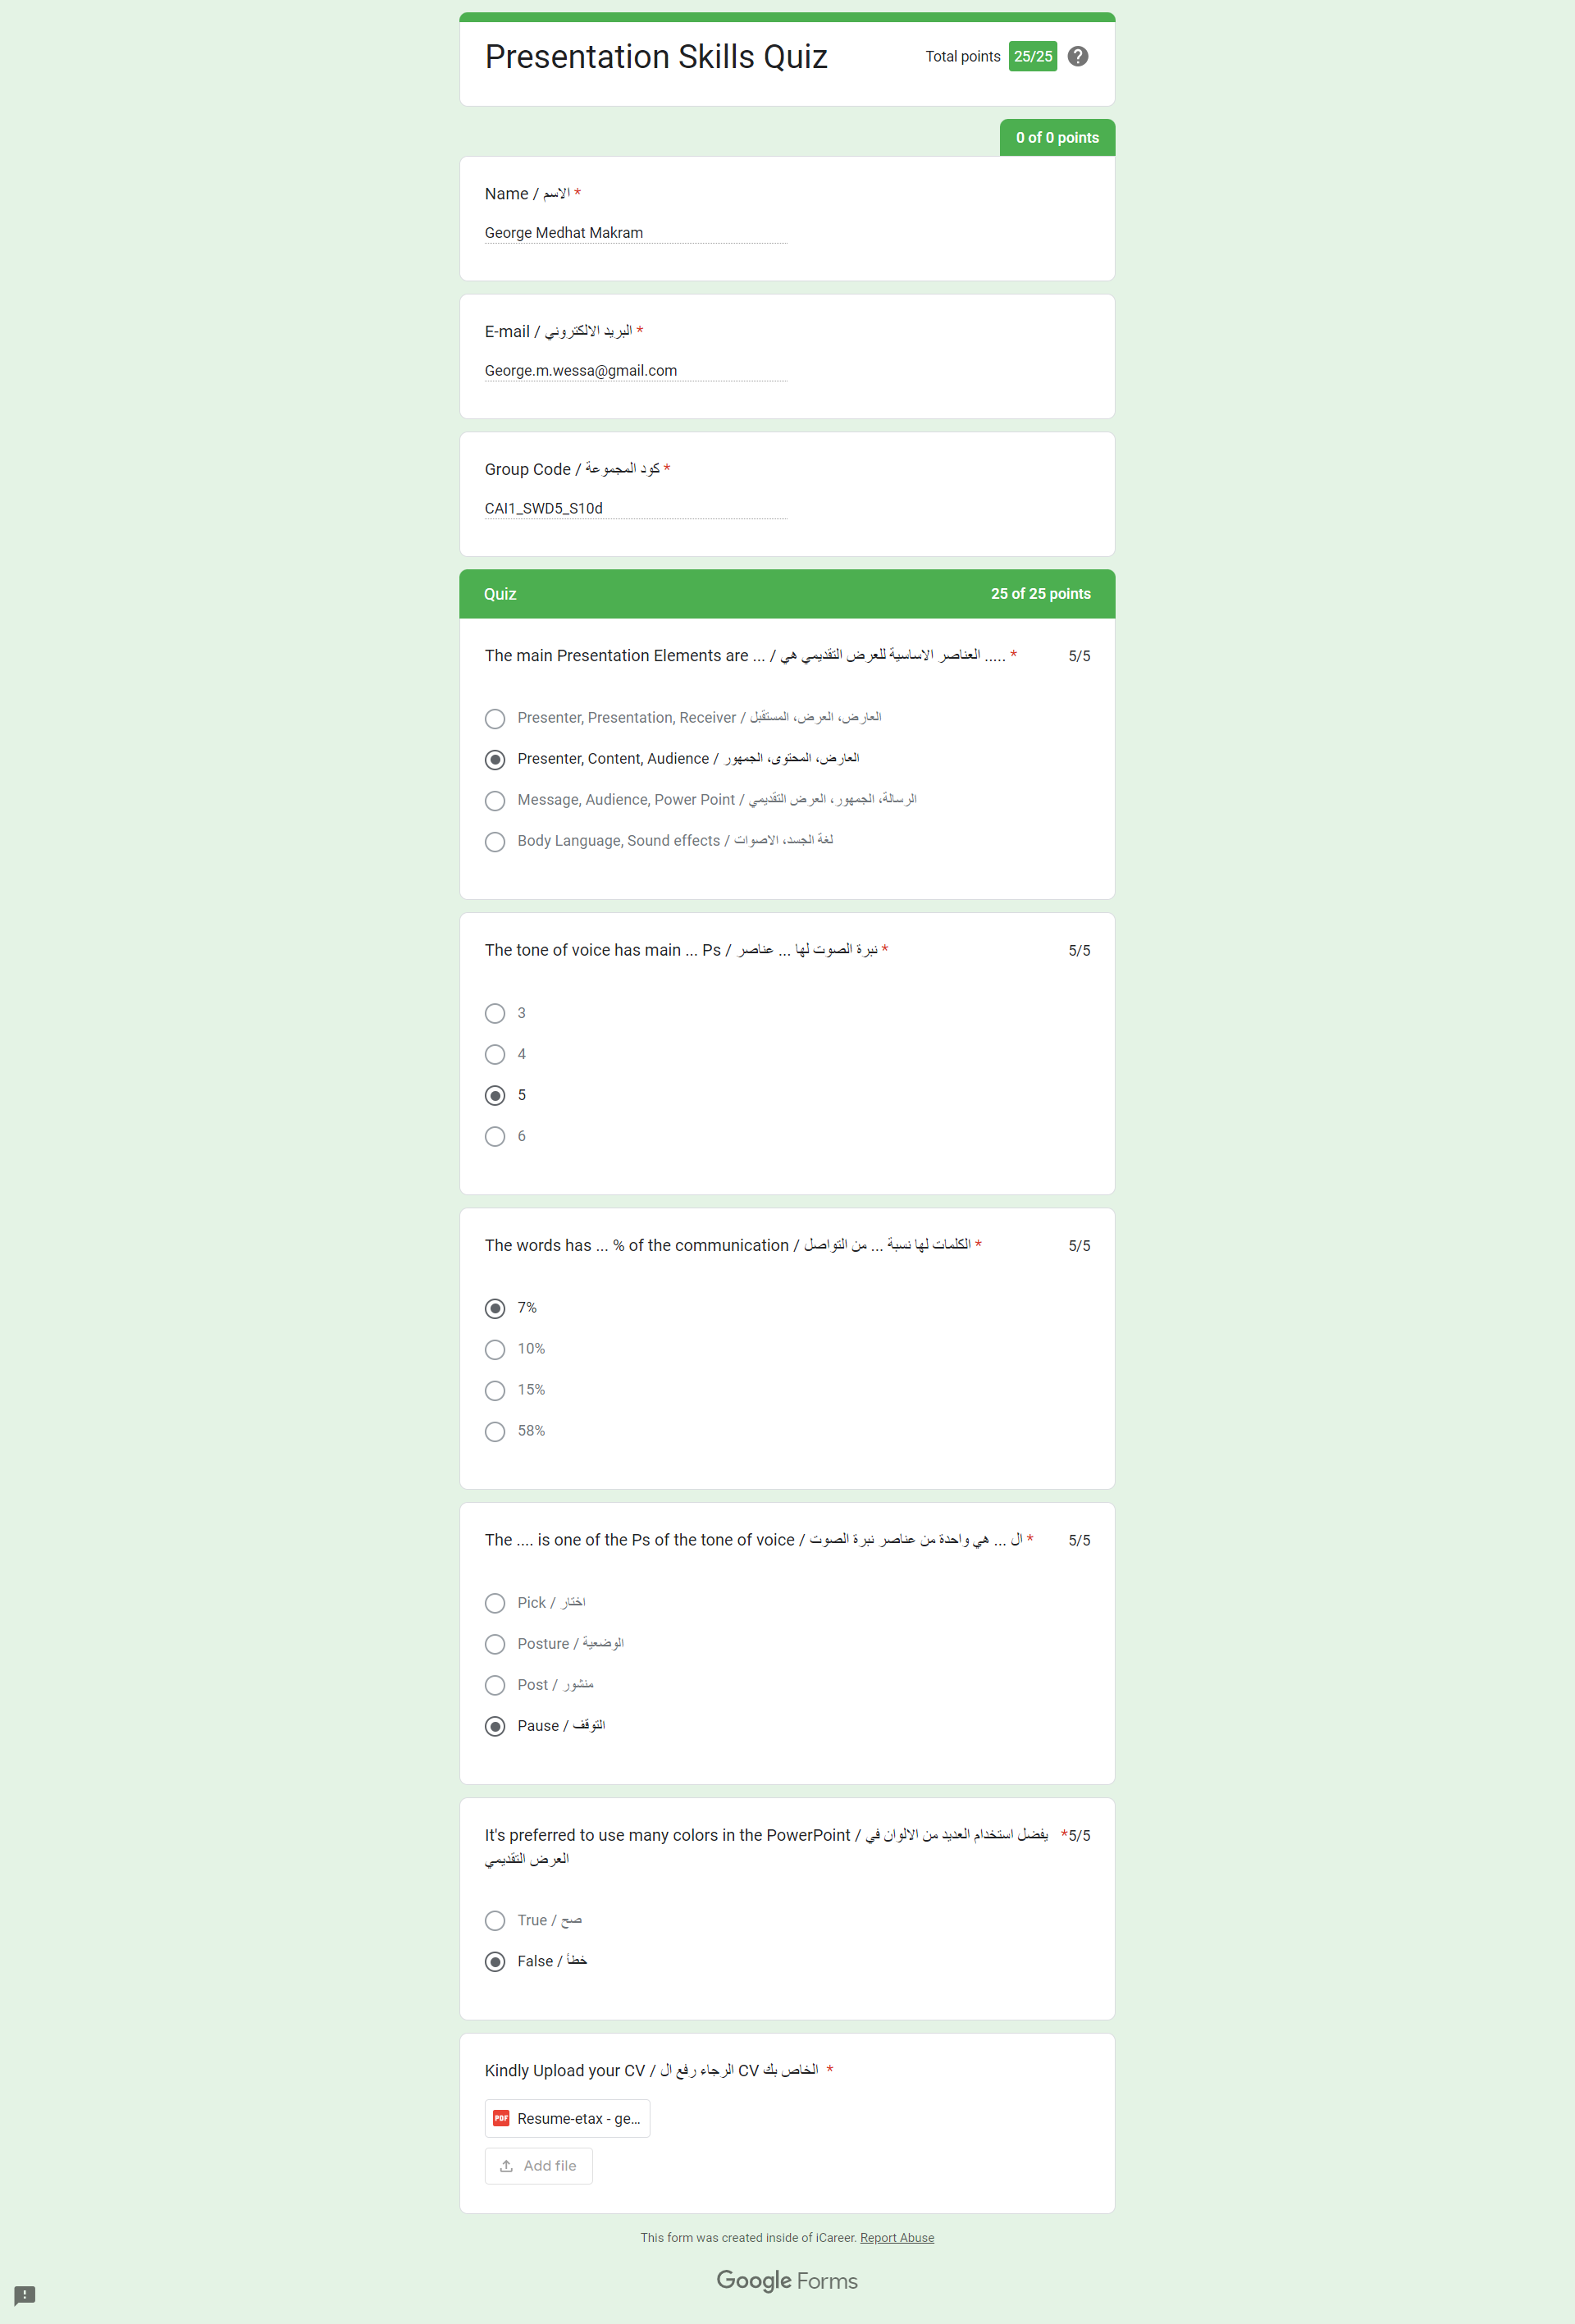 Presentation Skills Quiz
Total points 25/25
0 of 0 points
Name / الاسم *
George Medhat Makram
E-mail / البريد الالكتروني *
George.m.wessa@gmail.com
Group Code / كود المجموعة *
CAI1_SWD5_S10d
Quiz
25 of 25 points
The main Presentation Elements are ... / العناصر الاساسية للعرض التقديمي هي ..... *
5/5
Presenter, Presentation, Receiver / العارض، العرض، المستقبل
Presenter, Content, Audience / العارض، المحتوى، الجمهور
Message, Audience, Power Point / الرسالة، الجمهور، العرض التقديمي
Body Language, Sound effects / لغة الجسد، الاصوات
The tone of voice has main ... Ps / نبرة الصوت لها ... عناصر *
5/5
3
4
5
6
The words has ... % of the communication / الكلمات لها نسبة ... من التواصل *
5/5
7%
10%
15%
58%
The .... is one of the Ps of the tone of voice / ال ... هي واحدة من عناصر نبرة الصوت *
5/5
Pick / اختار
Posture / الوضعية
Post / منشور
Pause / التوقف
It's preferred to use many colors in the PowerPoint / يفضل استخدام العديد من الالوان في
*5/5
العرض التقديمي
True / صح
False / خطأ
Kindly Upload your CV / الرجاء رفع ال CV الخاص بك *
PDF Resume-etax - ge...
Add file
This form was created inside of iCareer. Report Abuse
Google Forms